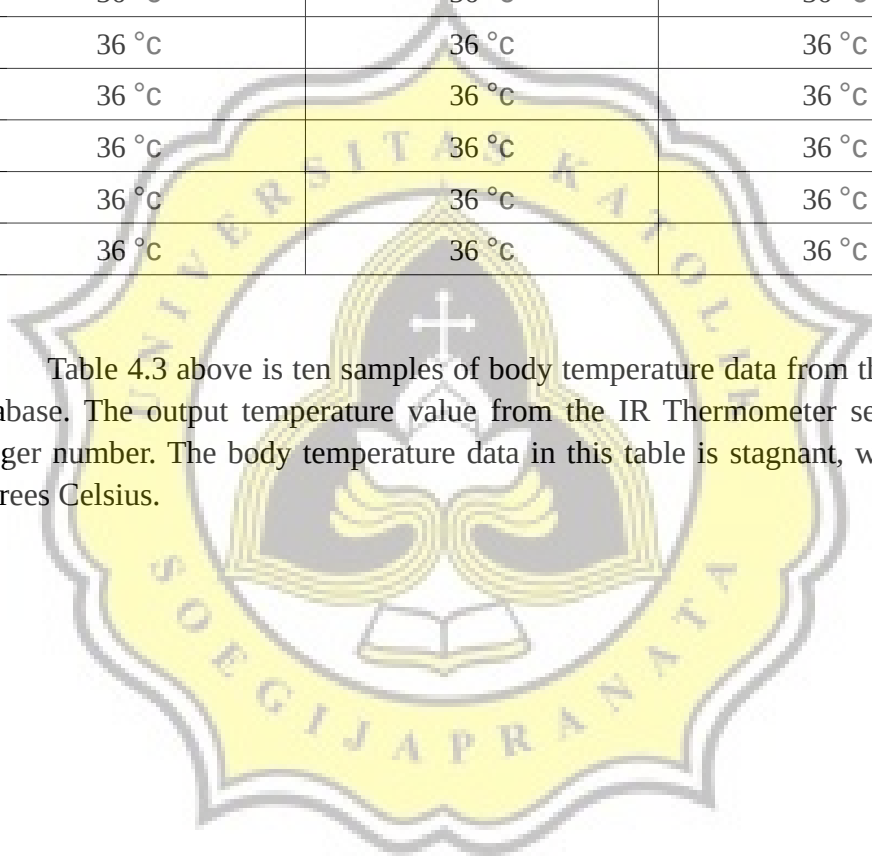 36 °c 36 °c 36 °c
36 °c 36 °c 36 °c
36 °c 36 °c 36 °c
36 °c 36 °c 36 °c
36 °c 36 °c 36 °c
36 °c 36 °c 36 °c
Table 4.3 above is ten samples of body temperature data from th
abase. The output temperature value from the IR Thermometer se
ger number. The body temperature data in this table is stagnant, w
rees Celsius.
UNIVERSITAS KATOLIK
SOEGIJAPRANATA